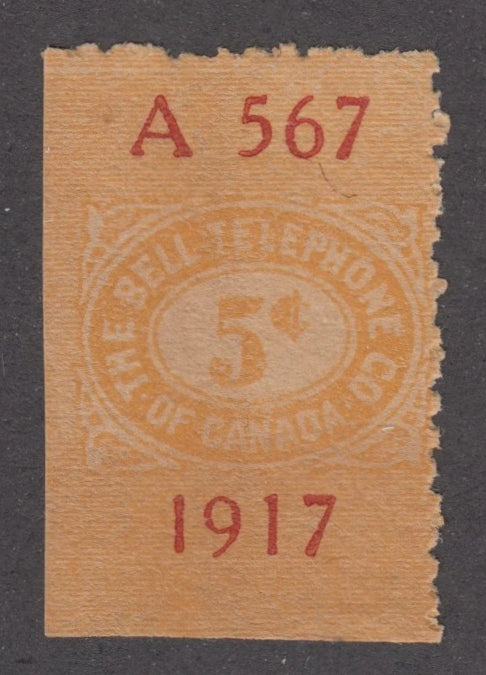 A 567
THE BELL TELEPHONE CO
5¢
· OF CANADA ·
1917